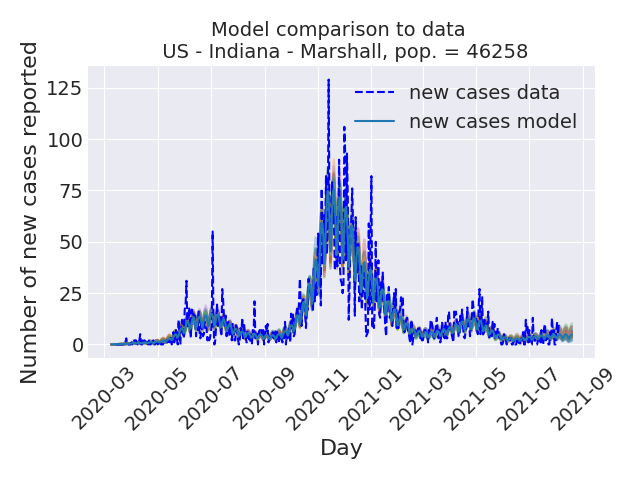 Model comparison to data
US - Indiana - Marshall, pop. = 46258
Number of new cases reported
125
100
75
50
25
0
new cases data
new cases model
2020-03
2020-05
2020-07
2020-09
2020-11
2021-01
2021-03
2021-05
2021-07
2021-09
Day